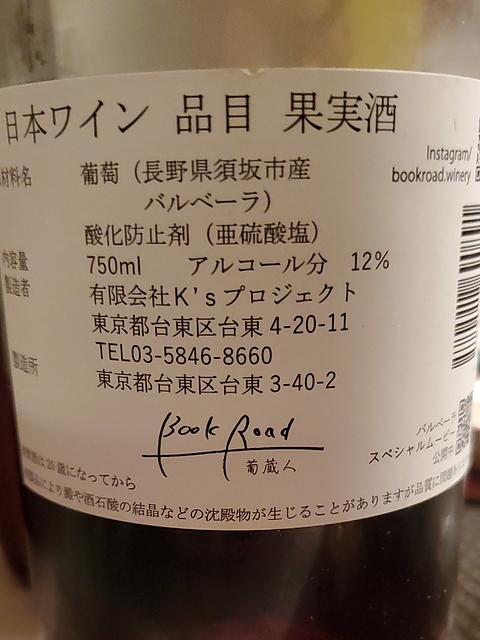 日本ワイン 品目 果実酒
Instagram/
bookroad.winery
材料名 葡萄（長野県須坂市産
バルベーラ）
酸化防止剤（亜硫酸塩）
内容量 750ml アルコール分 12%
製造者 有限会社K'sプロジェクト
東京都台東区台東 4-20-11
TEL03-5846-8660
製造所 東京都台東区台東 3-40-2
Book Road
葡蔵人
バルベーラ
スペシャルムービー
公開中
飲酒は20歳になってから
により澱や酒石酸の結晶などの沈殿物が生じることがありますが品質に問題